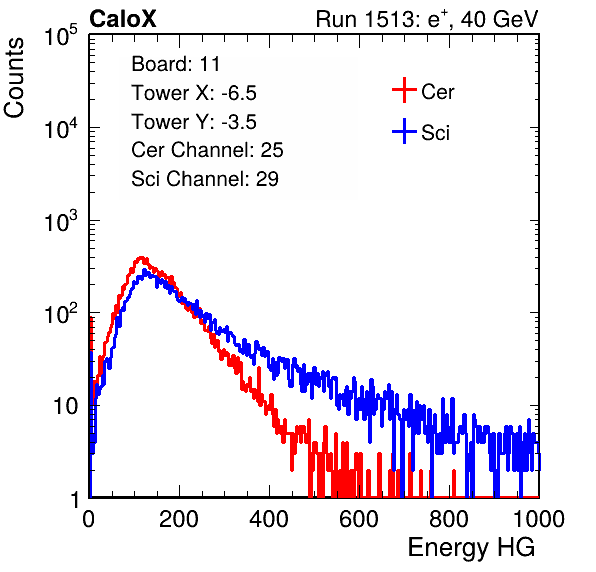 CaloX Run 1513: e⁺, 40 GeV
Counts
Board: 11
Tower X: -6.5
Tower Y: -3.5
Cer Channel: 25
Sci Channel: 29
Cer
Sci
10⁵
10⁴
10³
10²
10
1
0 200 400 600 800 1000
Energy HG